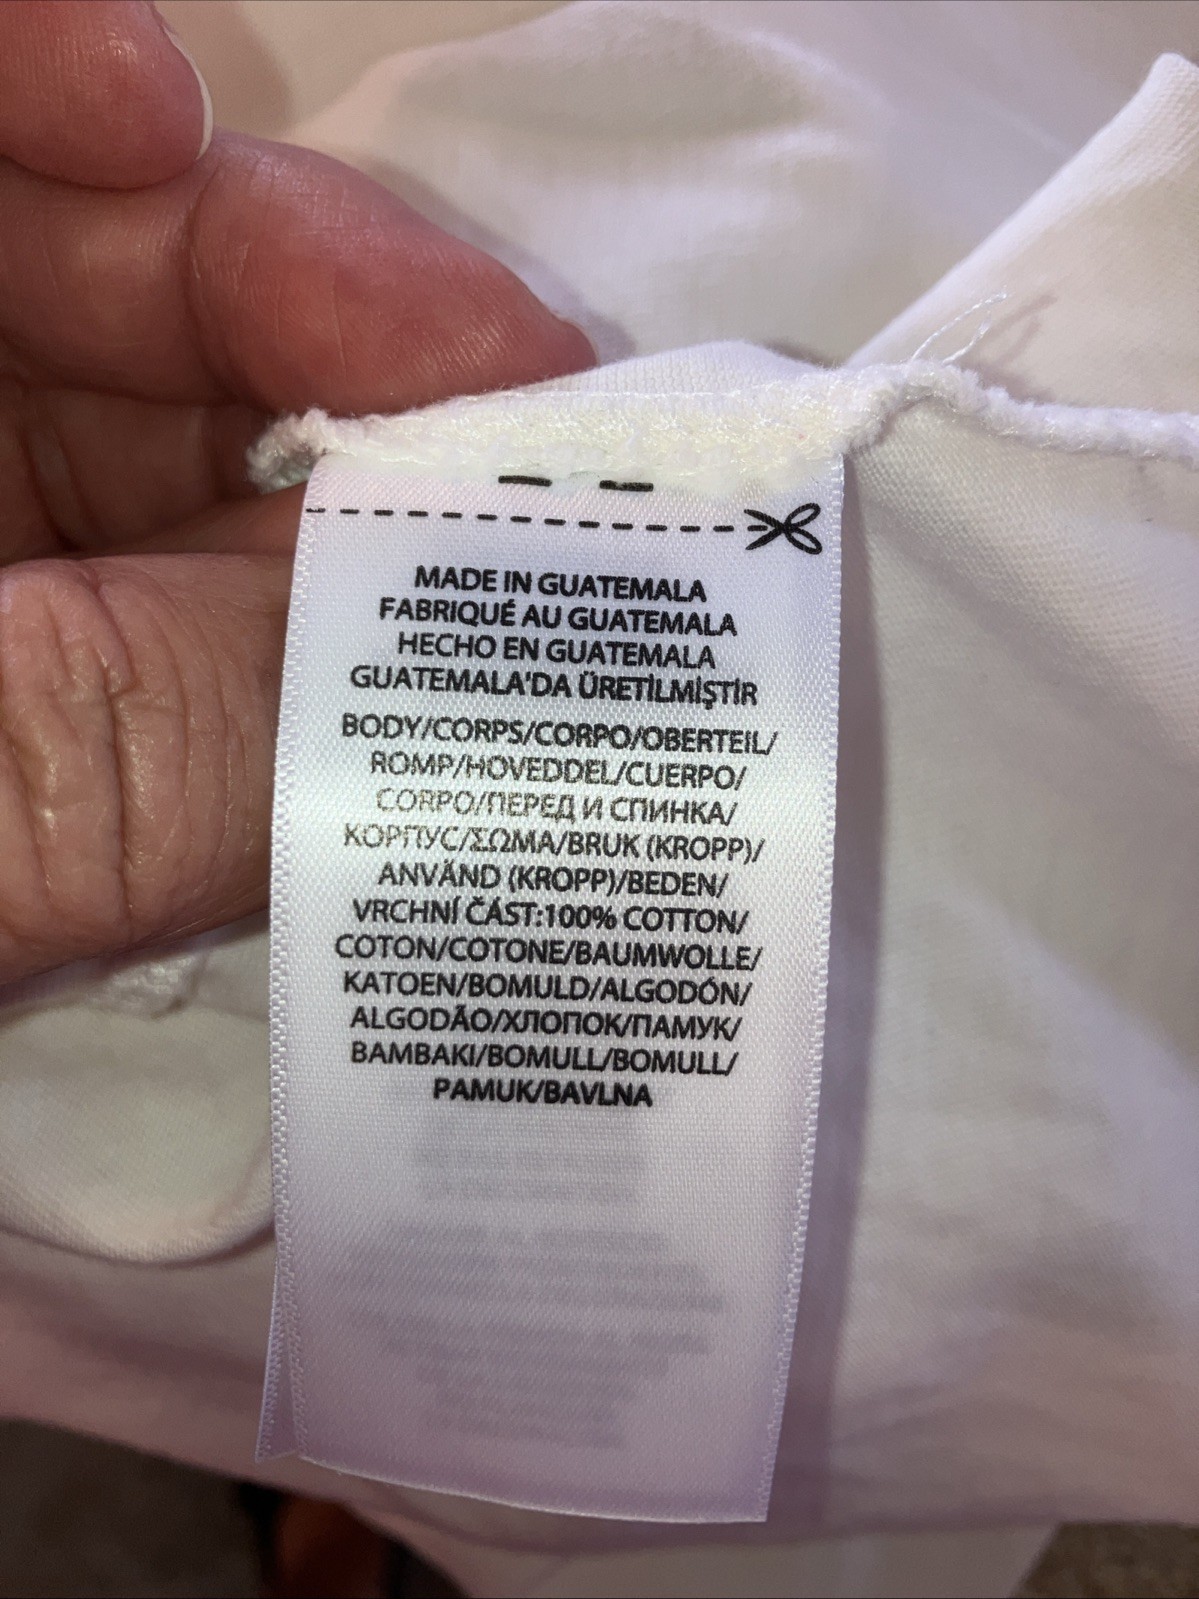 MADE IN GUATEMALA
FABRIQUÉ AU GUATEMALA
HECHO EN GUATEMALA
GUATEMALA'DA ÜRETİLMİŞTİR
BODY/CORPS/CORPO/OBERTEIL/
ROMP/HOVEDDEL/CUERPO/
CORPO/ПЕРЕД И СПИНКА/
КОРПУС/ΣΩΜΑ/BRUK (KROPP)/
ANVÄND (KROPP)/BEDEN/
VRCHNÍ ČÁST:100% COTTON/
COTON/COTONE/BAUMWOLLE/
KATOEN/BOMULD/ALGODÓN/
ALGODÃO/ХЛОПОК/ПАМУК/
BAMBAKI/BOMULL/BOMULL/
PAMUK/BAVLNA